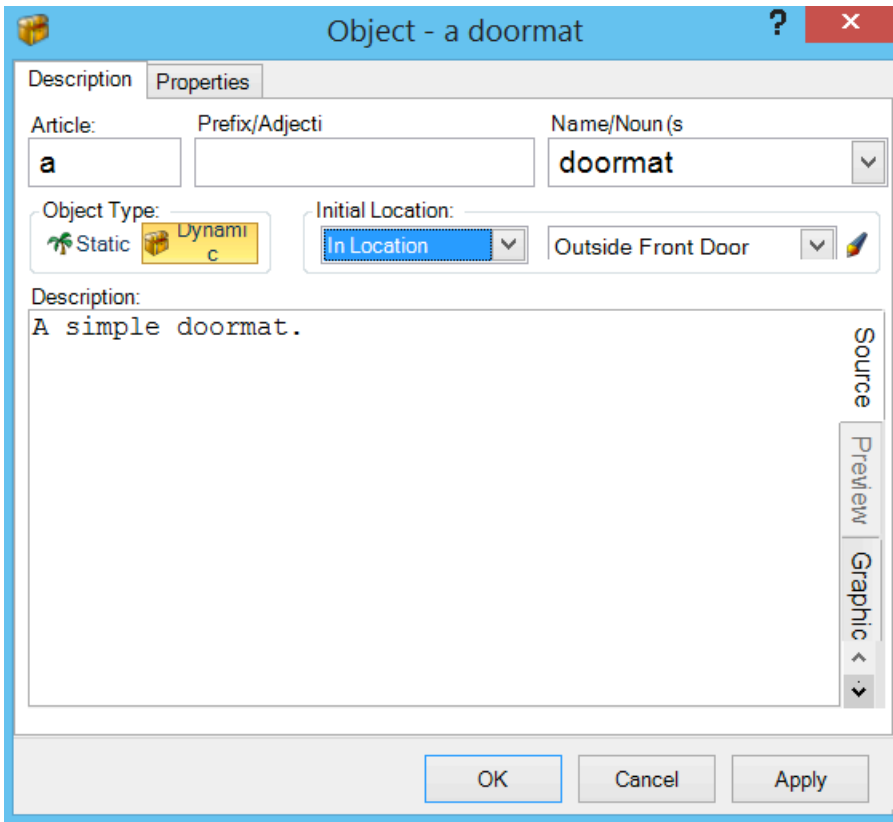 Object - a doormat ?
Description Properties
Article: Prefix/Adjecti Name/Noun(s
a doormat
Object Type: Initial Location:
Static Dynami
c
In Location Outside Front Door
Description:
A simple doormat.
Source
Preview
Graphic
OK Cancel Apply